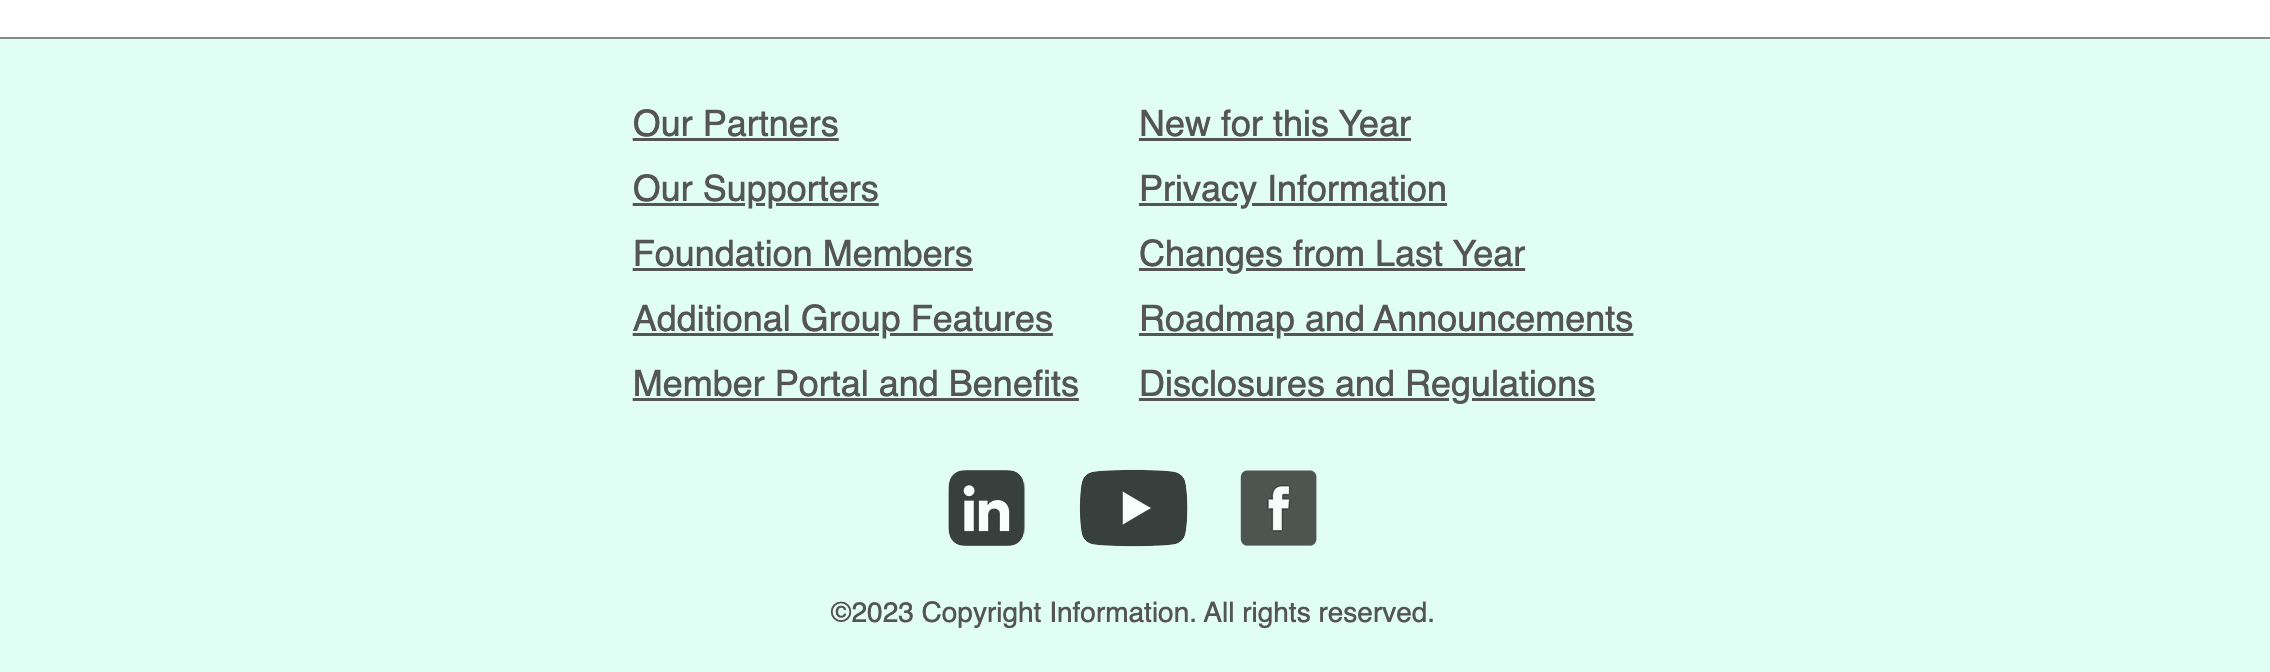 Our Partners
Our Supporters
Foundation Members
Additional Group Features
Member Portal and Benefits
New for this Year
Privacy Information
Changes from Last Year
Roadmap and Announcements
Disclosures and Regulations
in
f
©2023 Copyright Information. All rights reserved.